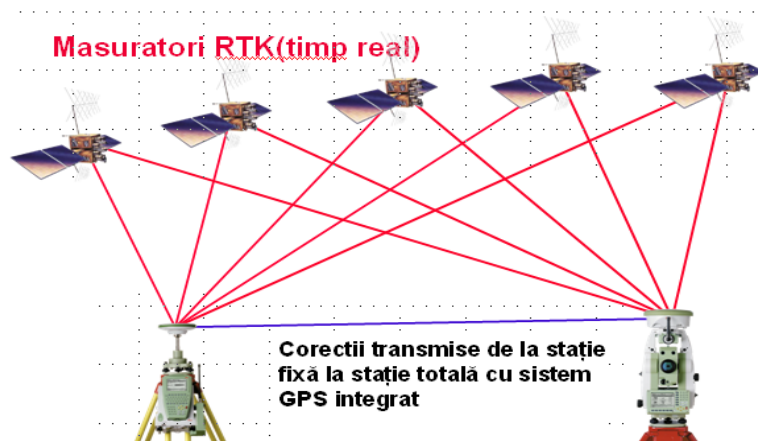 Masuratori RTK(timp real)
Corectii transmise de la stație
fixă la stație totală cu sistem
GPS integrat